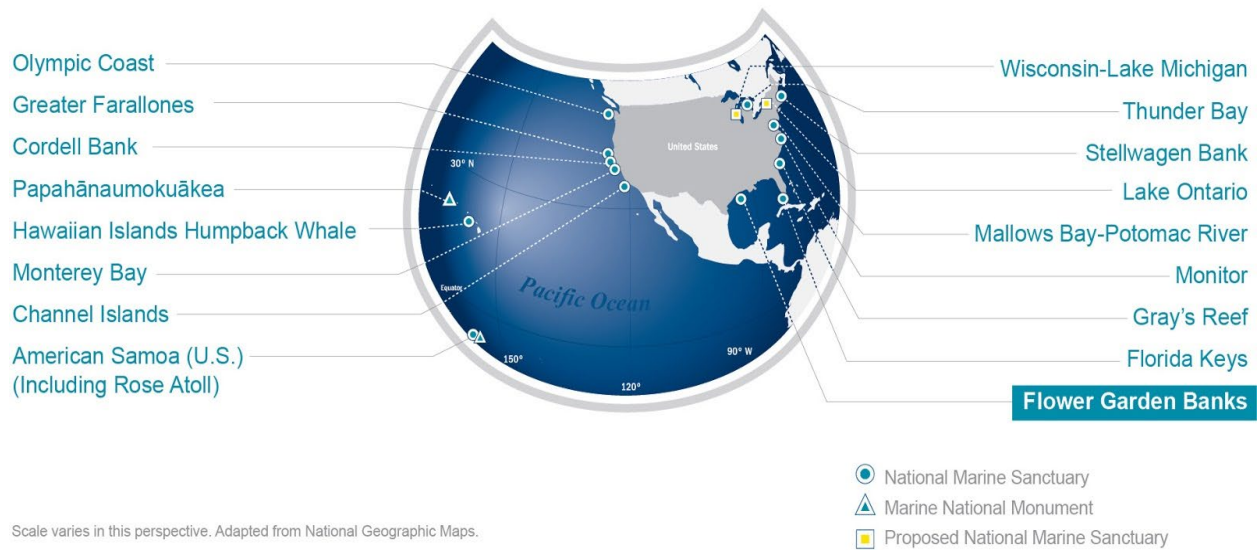 Olympic Coast
Greater Farallones
Cordell Bank
Papahānaumokuākea
Hawaiian Islands Humpback Whale
Monterey Bay
Channel Islands
American Samoa (U.S.)
(Including Rose Atoll)
30° N
Equator
150°
120°
90° W
United States
Pacific Ocean
Wisconsin-Lake Michigan
Thunder Bay
Stellwagen Bank
Lake Ontario
Mallows Bay-Potomac River
Monitor
Gray's Reef
Florida Keys
Flower Garden Banks
National Marine Sanctuary
Marine National Monument
Proposed National Marine Sanctuary
Scale varies in this perspective. Adapted from National Geographic Maps.